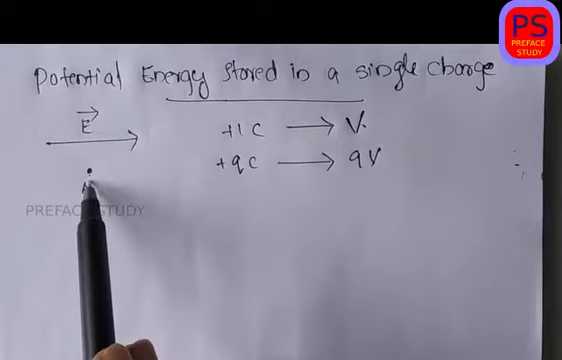 PS
PREFACE
STUDY
Potential Energy stored in a single charge
E
+1 C → V.
+q C → qV
PREFACE STUDY